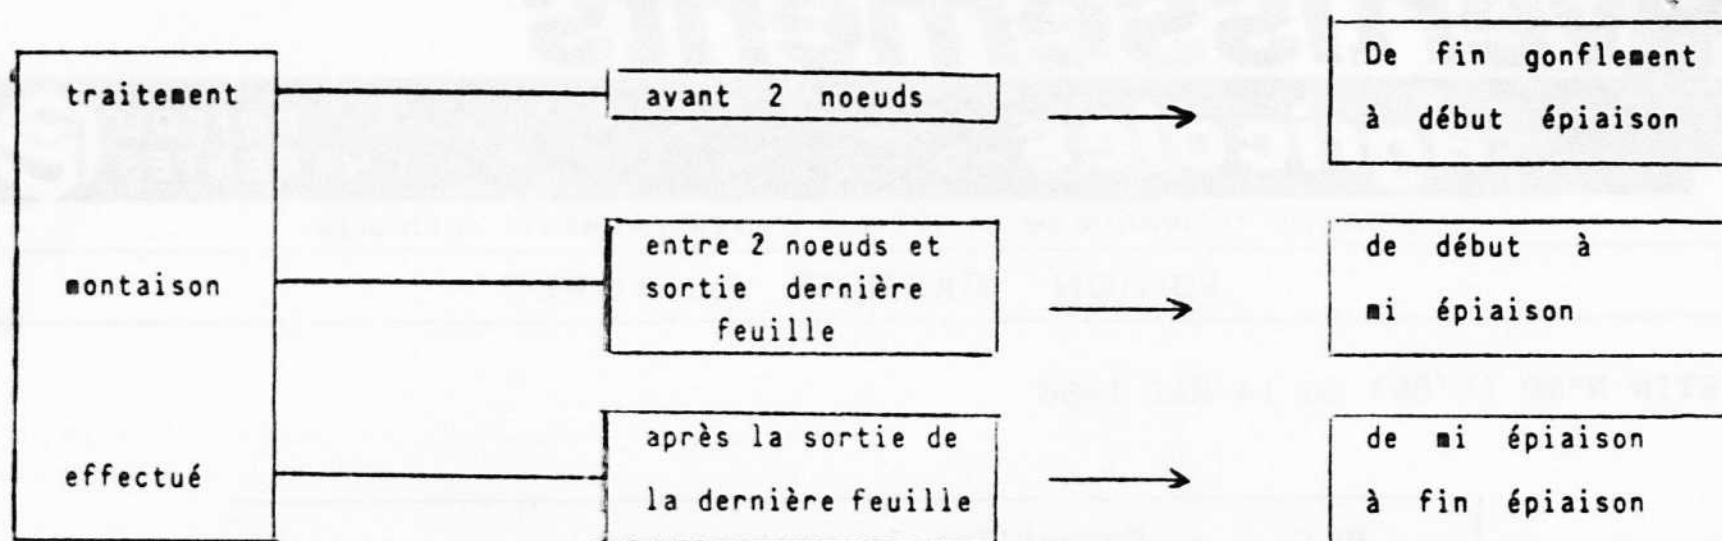 traitement
avant 2 noeuds
De fin gonflement
à début épiaison
montaison
entre 2 noeuds et
sortie dernière
feuille
de début à
mi épiaison
effectué
après la sortie de
la dernière feuille
de mi épiaison
à fin épiaison